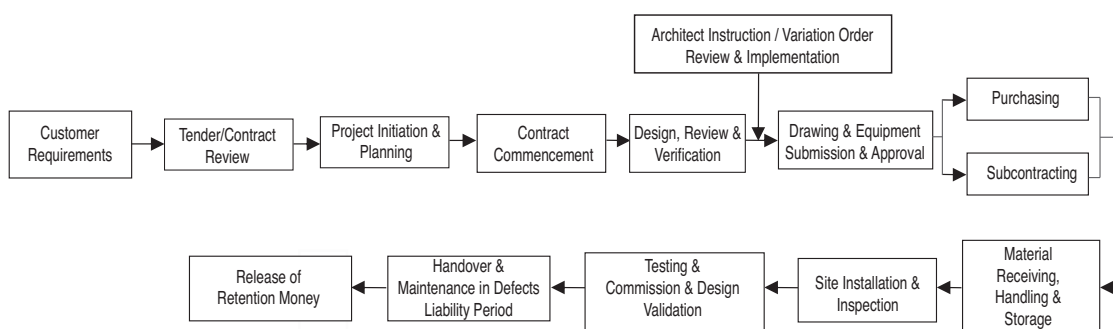 Architect Instruction / Variation Order
Review & Implementation
Customer
Requirements
Tender/Contract
Review
Project Initiation &
Planning
Contract
Commencement
Design, Review &
Verification
Drawing & Equipment
Submission & Approval
Purchasing
Subcontracting
Material
Receiving,
Handling &
Storage
Site Installation &
Inspection
Testing &
Commission & Design
Validation
Handover &
Maintenance in Defects
Liability Period
Release of
Retention Money